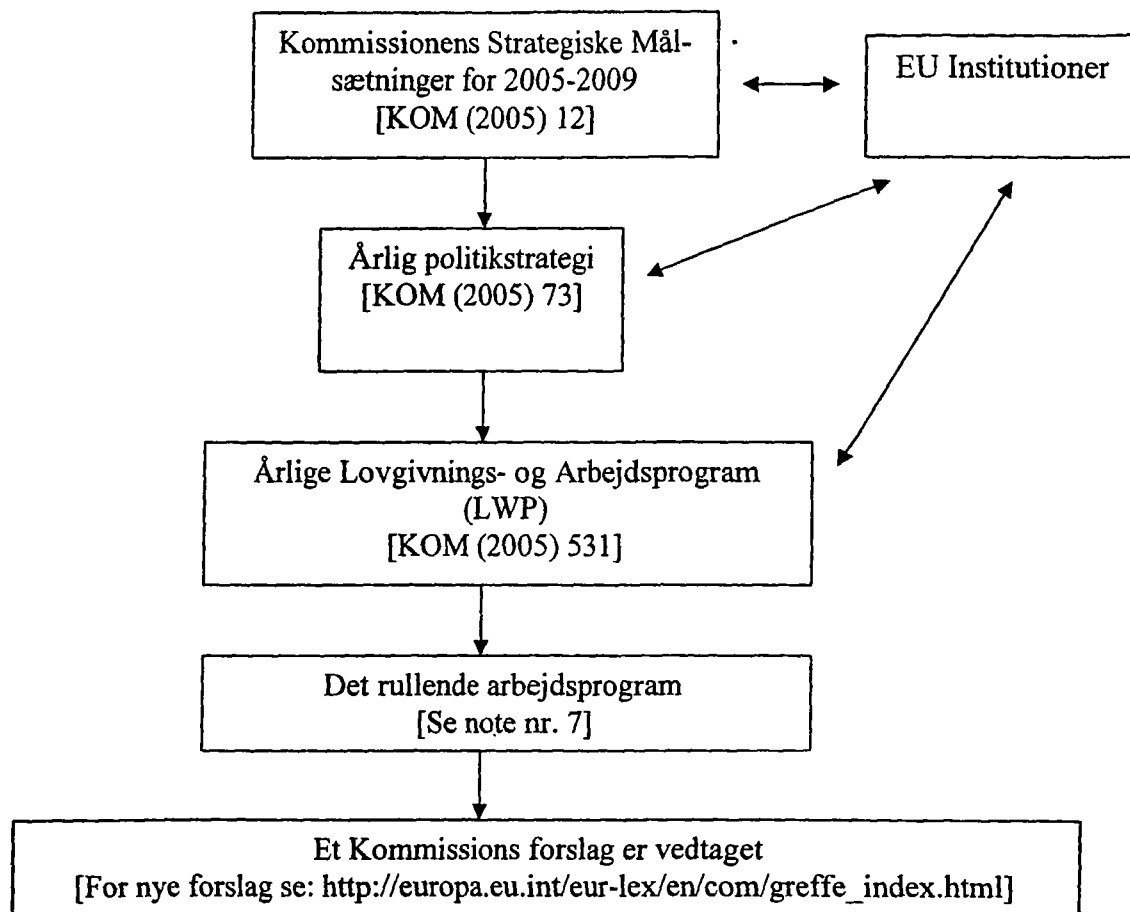 Kommissionens Strategiske Mål-
sætninger for 2005-2009
[KOM (2005) 12]
EU Institutioner
Årlig politikstrategi
[KOM (2005) 73]
Årlige Lovgivnings- og Arbejdsprogram
(LWP)
[KOM (2005) 531]
Det rullende arbejdsprogram
[Se note nr. 7]
Et Kommissions forslag er vedtaget
[For nye forslag se: http://europa.eu.int/eur-lex/en/com/greffe_index.html]